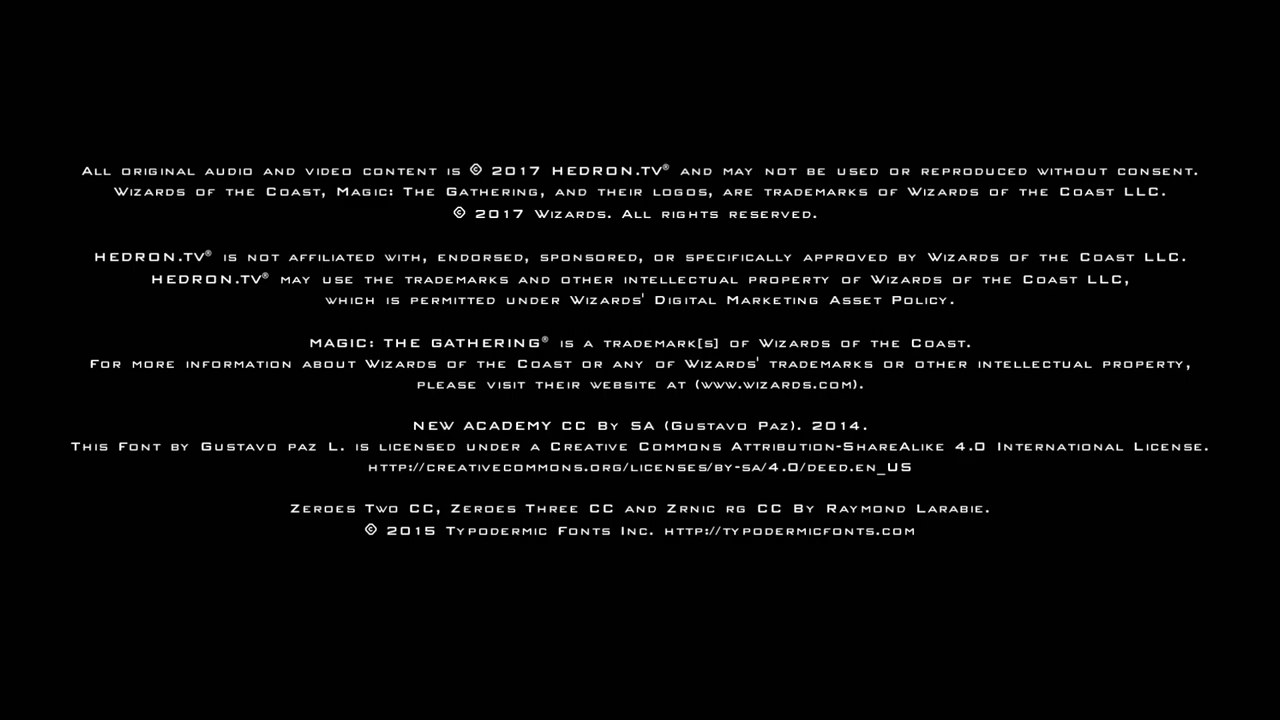 All original audio and video content is © 2017 HEDRON.TV® and may not be used or reproduced without consent.
Wizards of the Coast, Magic: The Gathering, and their logos, are trademarks of Wizards of the Coast LLC.
© 2017 Wizards. All rights reserved.
HEDRON.TV® is not affiliated with, endorsed, sponsored, or specifically approved by Wizards of the Coast LLC.
HEDRON.TV® may use the trademarks and other intellectual property of Wizards of the Coast LLC,
which is permitted under Wizards' Digital Marketing Asset Policy.
MAGIC: THE GATHERING® is a trademark[s] of Wizards of the Coast.
For more information about Wizards of the Coast or any of Wizards' trademarks or other intellectual property,
please visit their website at (www.wizards.com).
NEW ACADEMY CC By SA (Gustavo Paz). 2014.
This Font by Gustavo paz L. is licensed under a Creative Commons Attribution-ShareAlike 4.0 International License.
http://creativecommons.org/licenses/by-sa/4.0/deed.en_US
Zeroes Two CC, Zeroes Three CC and Zrnic rg CC By Raymond Larabie.
© 2015 Typodermic Fonts Inc. http://typodermicfonts.com